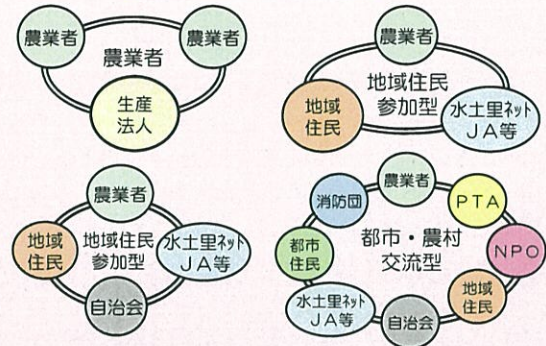 農業者
農業者
農業者
生産
法人
農業者
地域住民
参加型
地域
住民
水土里ネット
JA等
農業者
地域
住民
地域住民
参加型
水土里ネット
JA等
自治会
農業者
消防団
PTA
都市
住民
都市・農村
交流型
NPO
水土里ネット
JA等
地域
住民
自治会